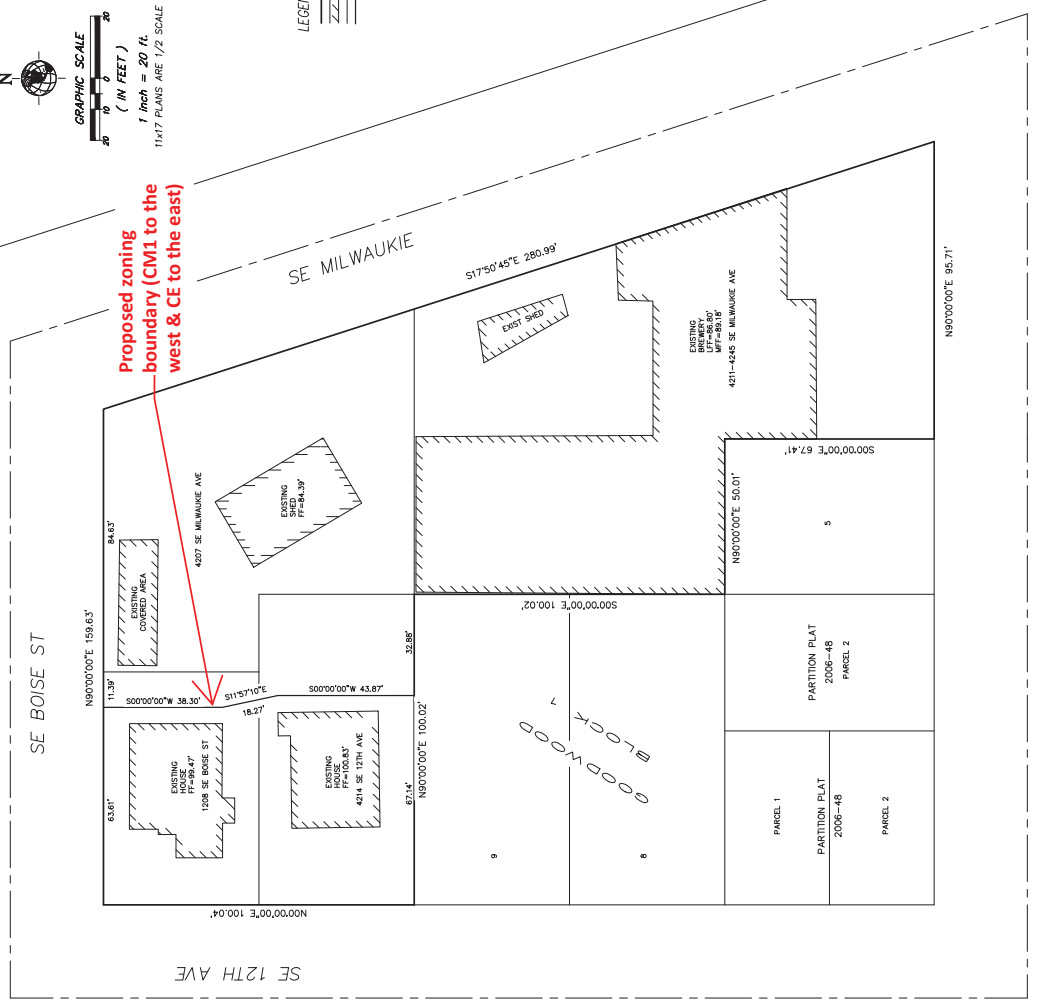 N
GRAPHIC SCALE
20
10
0
20
( IN FEET )
1 inch = 20 ft.
11x17 PLANS ARE 1/2 SCALE
Proposed zoning
boundary (CM1 to the
west & CE to the east)
SE BOISE ST
SE MILWAUKIE
SE 12TH AVE
N90°00'00"E 159.63'
63.61'
11.39'
84.63'
S00°00'00"W 38.30'
S11°57'10"E
18.27'
S00°00'00"W 43.87'
EXISTING
HOUSE
FF=99.47'
1208 SE BOISE ST
EXISTING
COVERED AREA
4207 SE MILWAUKIE AVE
EXISTING
SHED
FF=84.39'
EXISTING
HOUSE
FF=100.83'
4214 SE 12TH AVE
67.14'
32.86'
N90°00'00"E 100.02'
N00°00'00"E 100.04'
S17°50'45"E 280.99'
EXIST SHED
EXISTING
BREWERY
LFF=86.80'
MFF=89.18'
4211-4245 SE MILWAUKIE AVE
S00°00'00"E 100.02'
N90°00'00"E 50.01'
S00°00'00"E 67.41'
N90°00'00"E 95.71'
GOODWOOD
BLOCK 7
9
8
5
PARTITION PLAT
2006-48
PARCEL 2
PARCEL 1
PARTITION PLAT
2006-48
PARCEL 2